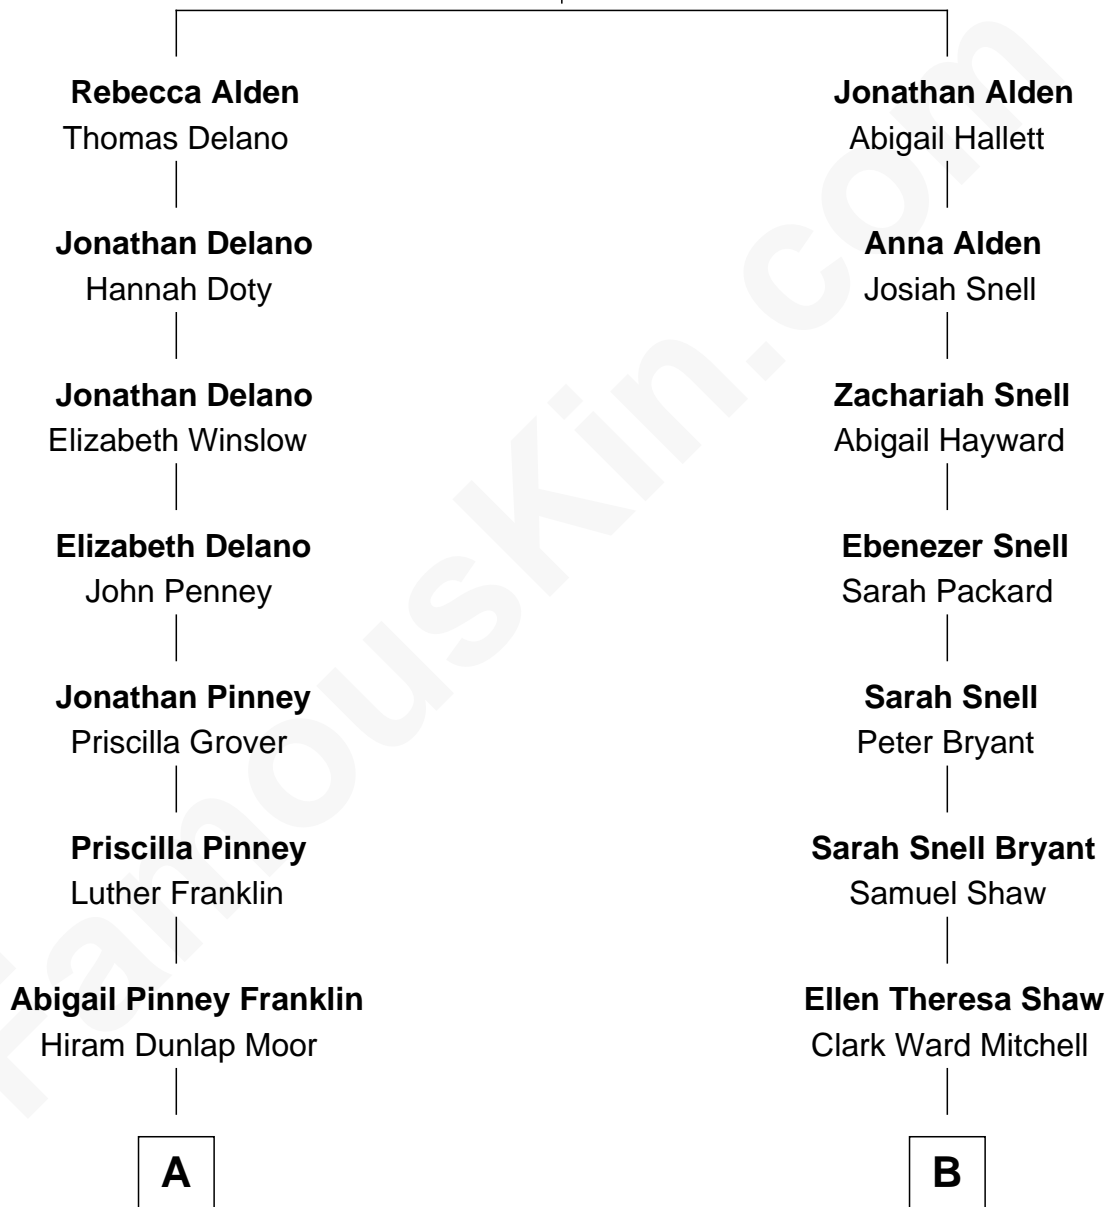 Rebecca Alden
Thomas Delano
Jonathan Delano
Hannah Doty
Jonathan Delano
Elizabeth Winslow
Elizabeth Delano
John Penney
Jonathan Pinney
Priscilla Grover
Priscilla Pinney
Luther Franklin
Abigail Pinney Franklin
Hiram Dunlap Moor
A
Jonathan Alden
Abigail Hallett
Anna Alden
Josiah Snell
Zachariah Snell
Abigail Hayward
Ebenezer Snell
Sarah Packard
Sarah Snell
Peter Bryant
Sarah Snell Bryant
Samuel Shaw
Ellen Theresa Shaw
Clark Ward Mitchell
B
FamousKin.com